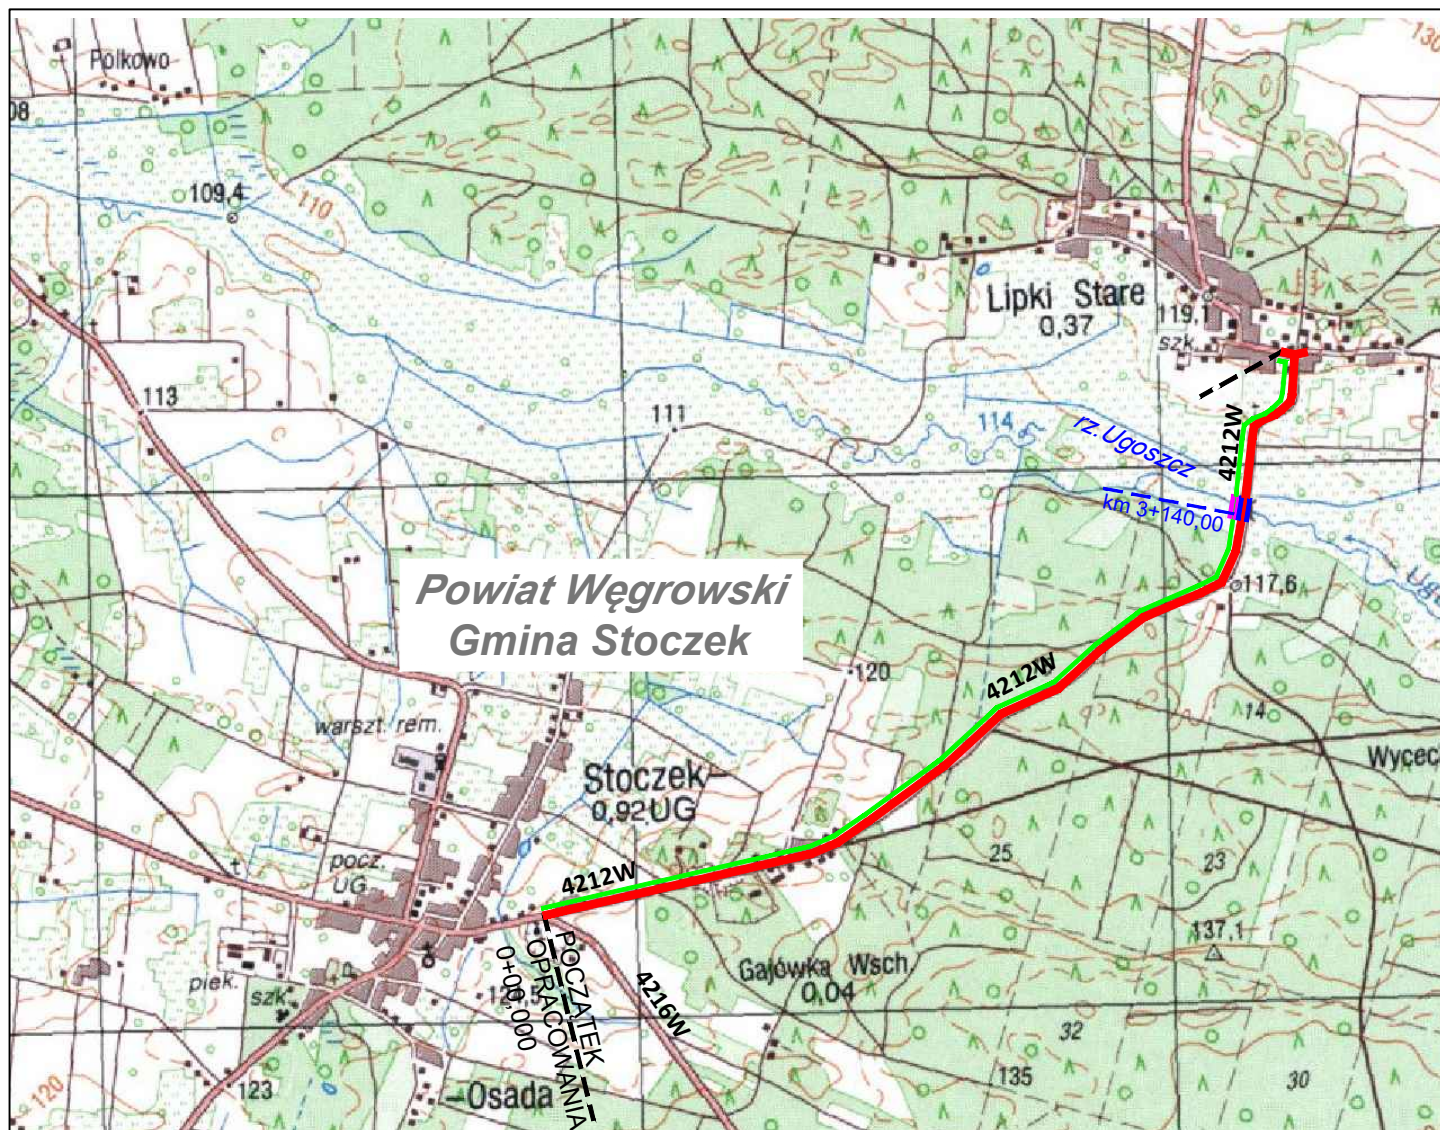 Polkowo
130
08
109,4
110
Lipki Stare
0,37
119,1
szk.
113
111
114
rz.Ugoszcz
4212W
km 3+140,00
117,6
Powiat Węgrowski
Gmina Stoczek
120
4212W
14
warszt. rem.
Stoczek
0,92UG
Wycec
pocz.
UG
4212W
25
23
137,1
Gajówka Wsch.
0,04
piek.
szk.
POCZĄTEK
OPRACOWANIA
0+00,000
4216W
32
135
30
123
120
Osada